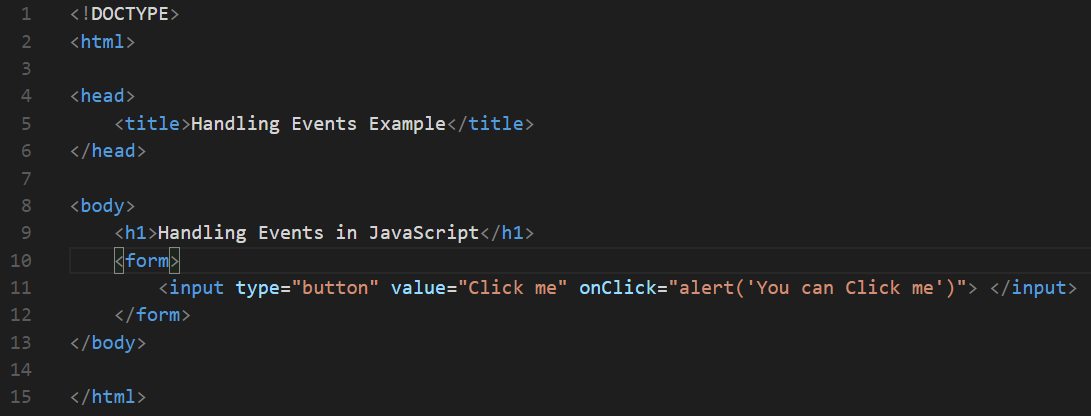 1 <!DOCTYPE>
2 <html>
3
4 <head>
5     <title>Handling Events Example</title>
6 </head>
7
8 <body>
9     <h1>Handling Events in JavaScript</h1>
10     <form>
11         <input type="button" value="Click me" onClick="alert('You can Click me')"> </input>
12     </form>
13 </body>
14
15 </html>